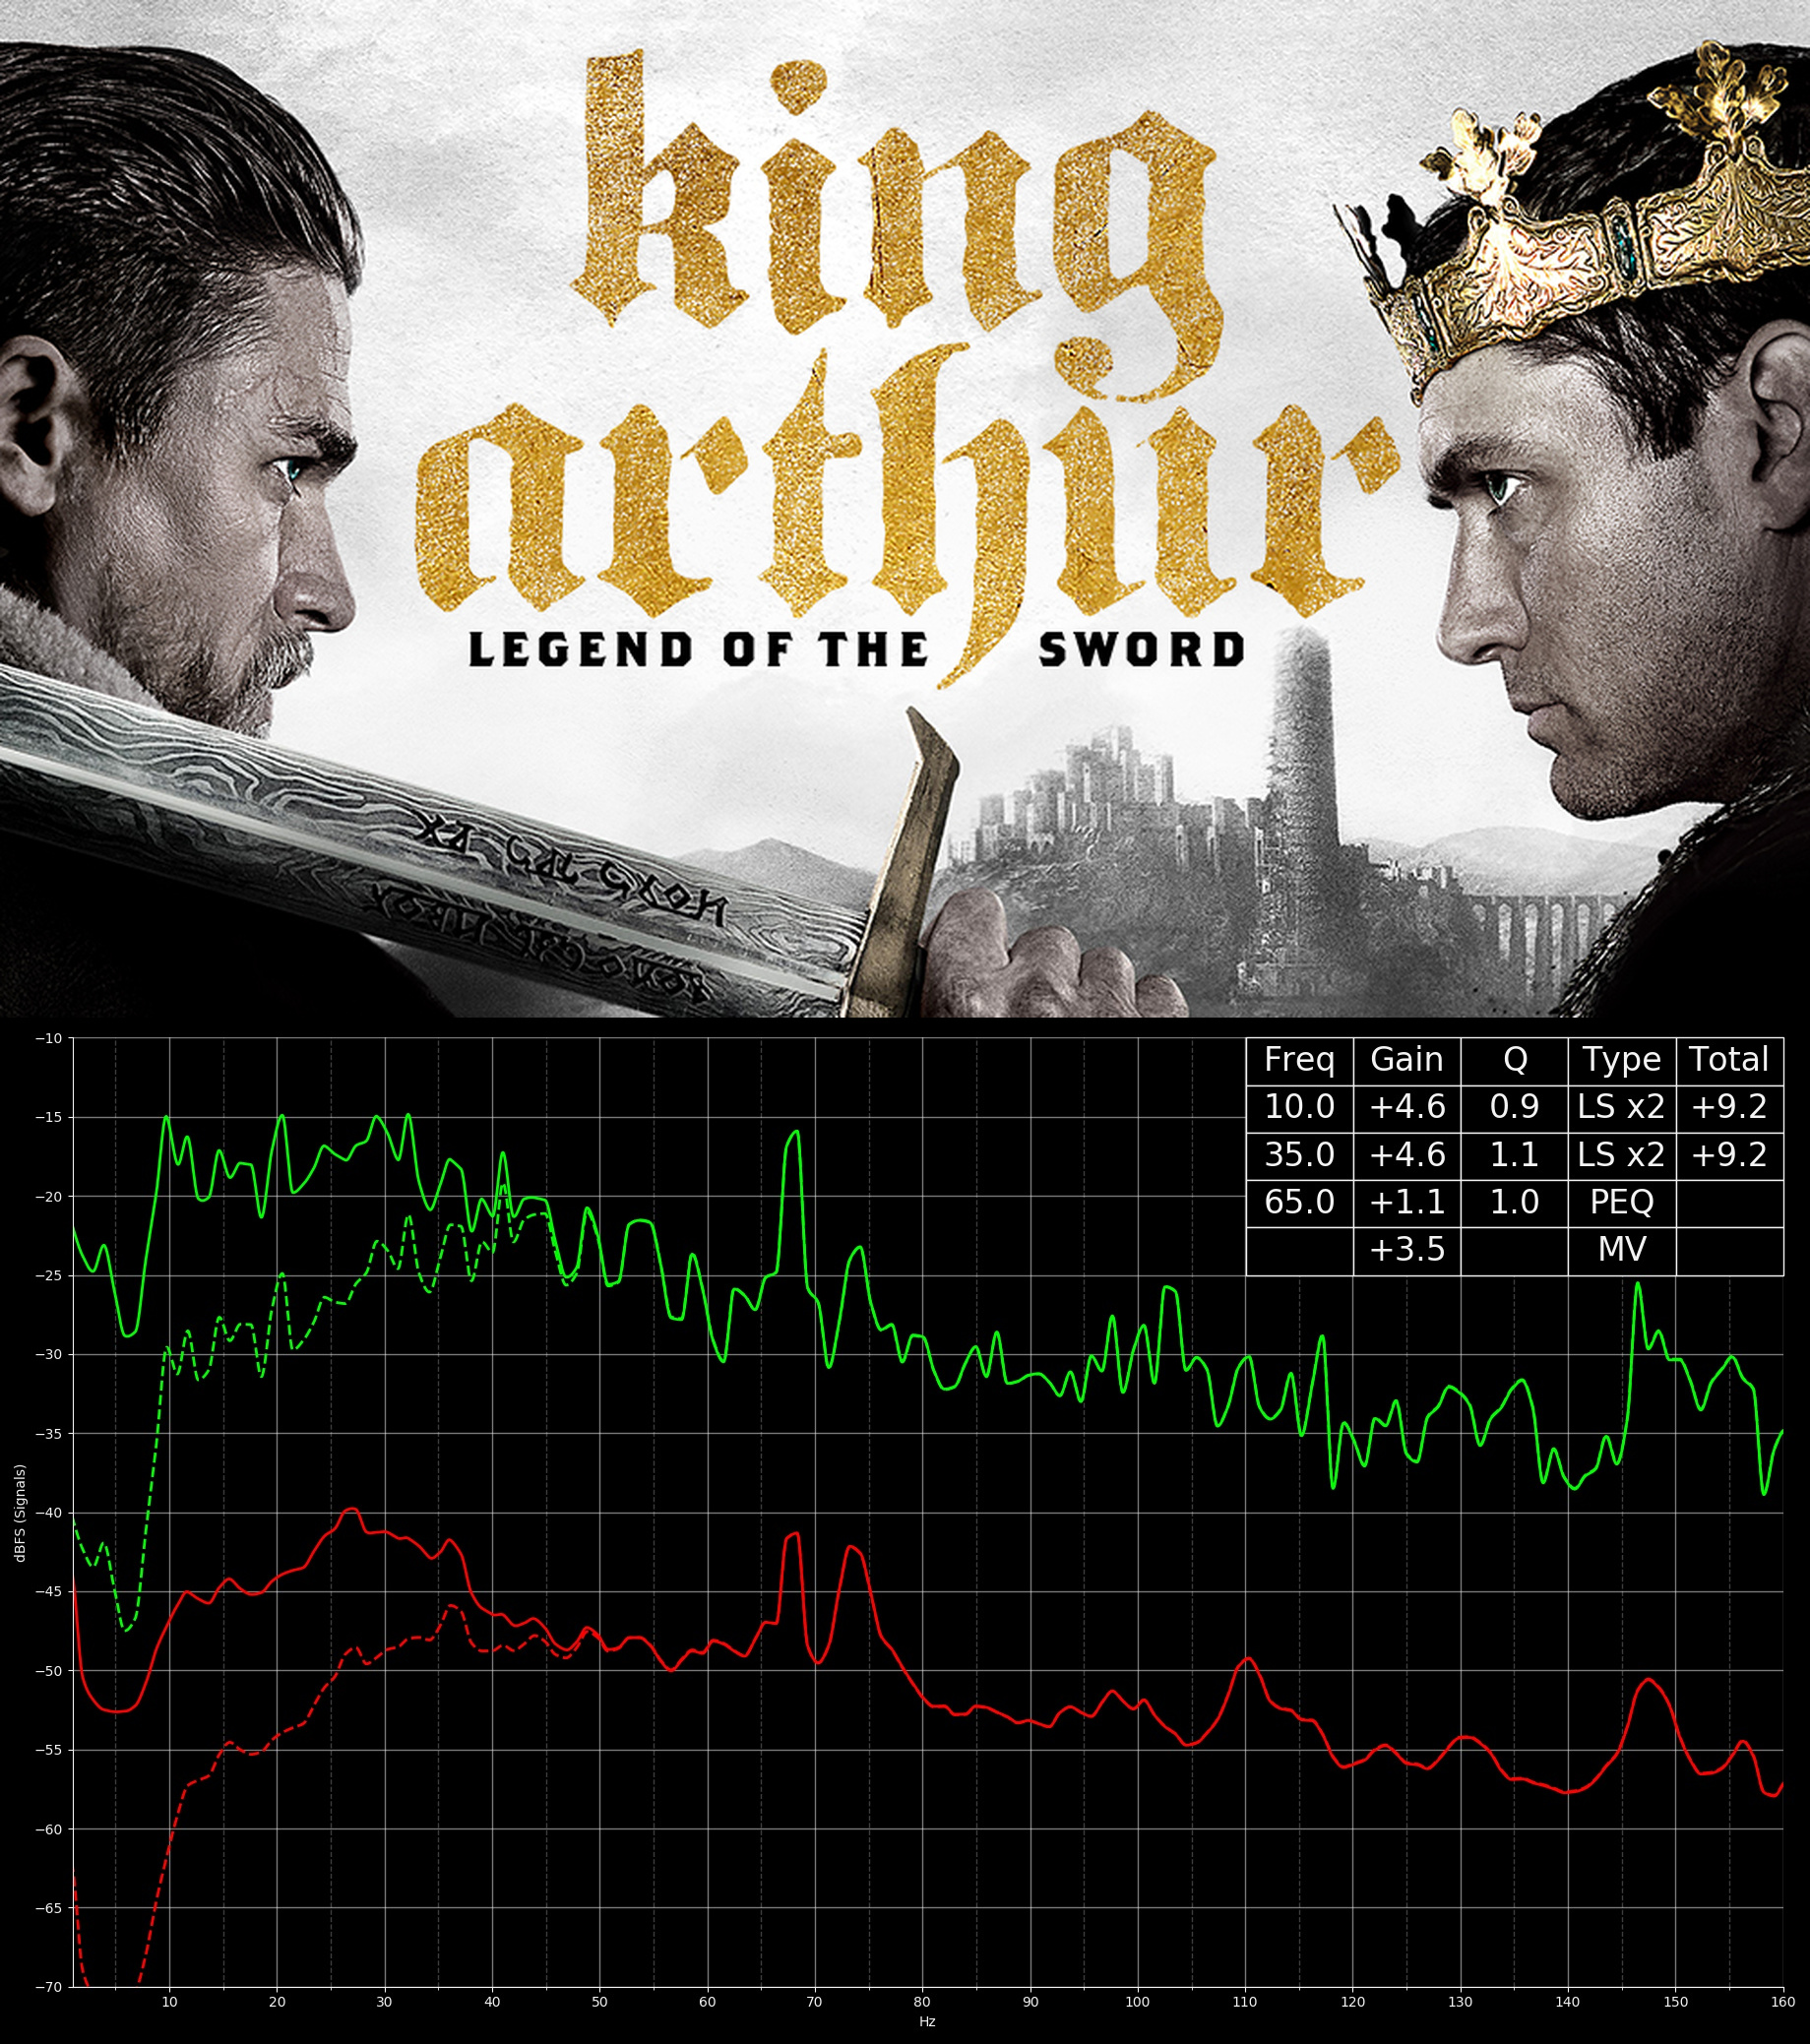 king
arthur
LEGEND OF THE SWORD
Freq Gain Q Type Total
10.0 +4.6 0.9 LS x2 +9.2
35.0 +4.6 1.1 LS x2 +9.2
65.0 +1.1 1.0 PEQ
+3.5 MV
−10
−15
−20
−25
−30
−35
−40
−45
−50
−55
−60
−65
−70
dBFS (Signals)
10 20 30 40 50 60 70 80 90 100 110 120 130 140 150 160
Hz